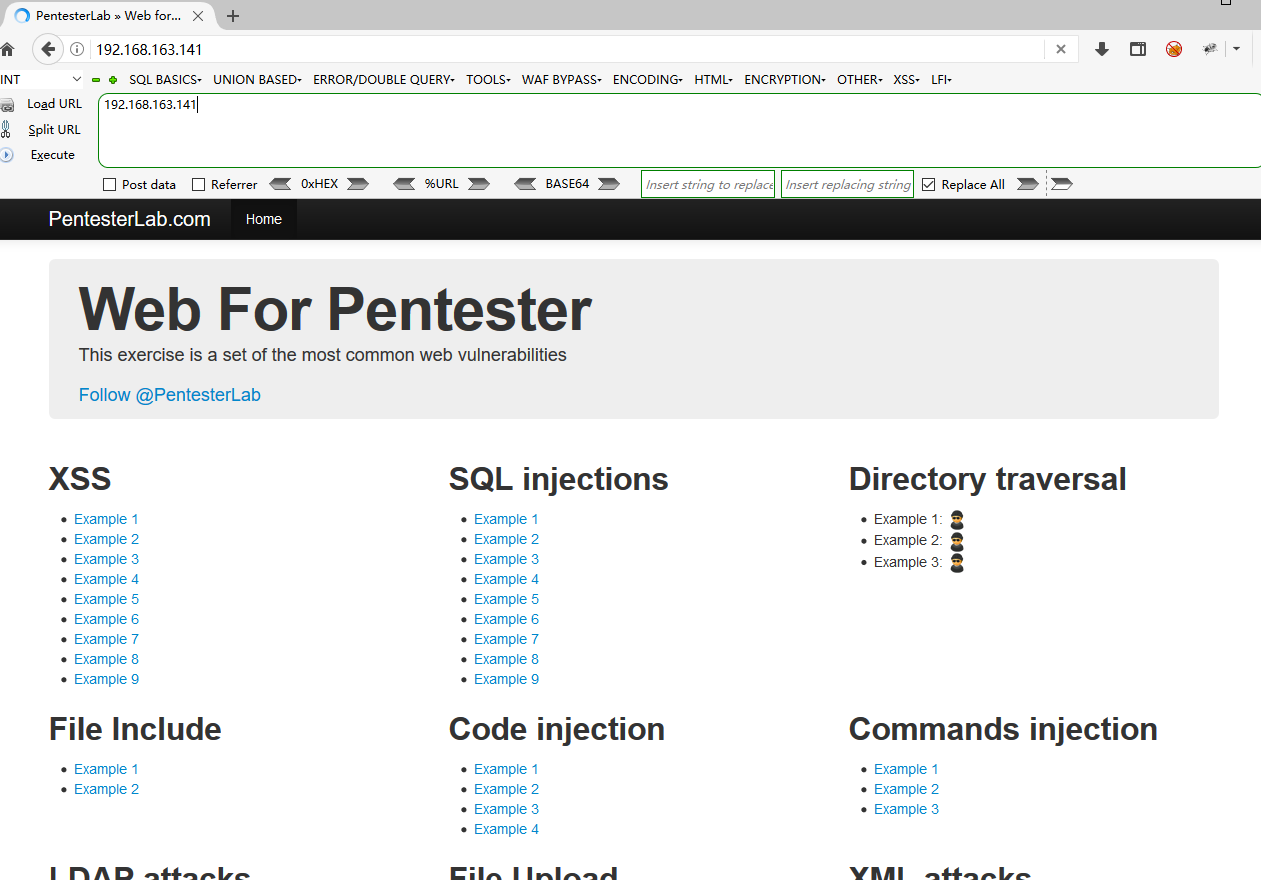 PentesterLab » Web for...
192.168.163.141
INT SQL BASICS UNION BASED ERROR/DOUBLE QUERY TOOLS WAF BYPASS ENCODING HTML ENCRYPTION OTHER XSS LFI
Load URL
192.168.163.141
Split URL
Execute
Post data Referrer 0xHEX %URL BASE64 Insert string to replace Insert replacing string Replace All
PentesterLab.com Home
Web For Pentester
This exercise is a set of the most common web vulnerabilities
Follow @PentesterLab
XSS
Example 1
Example 2
Example 3
Example 4
Example 5
Example 6
Example 7
Example 8
Example 9
SQL injections
Example 1
Example 2
Example 3
Example 4
Example 5
Example 6
Example 7
Example 8
Example 9
Directory traversal
Example 1:
Example 2:
Example 3:
File Include
Example 1
Example 2
Code injection
Example 1
Example 2
Example 3
Example 4
Commands injection
Example 1
Example 2
Example 3
LDAP attacks
File Upload
XML attacks